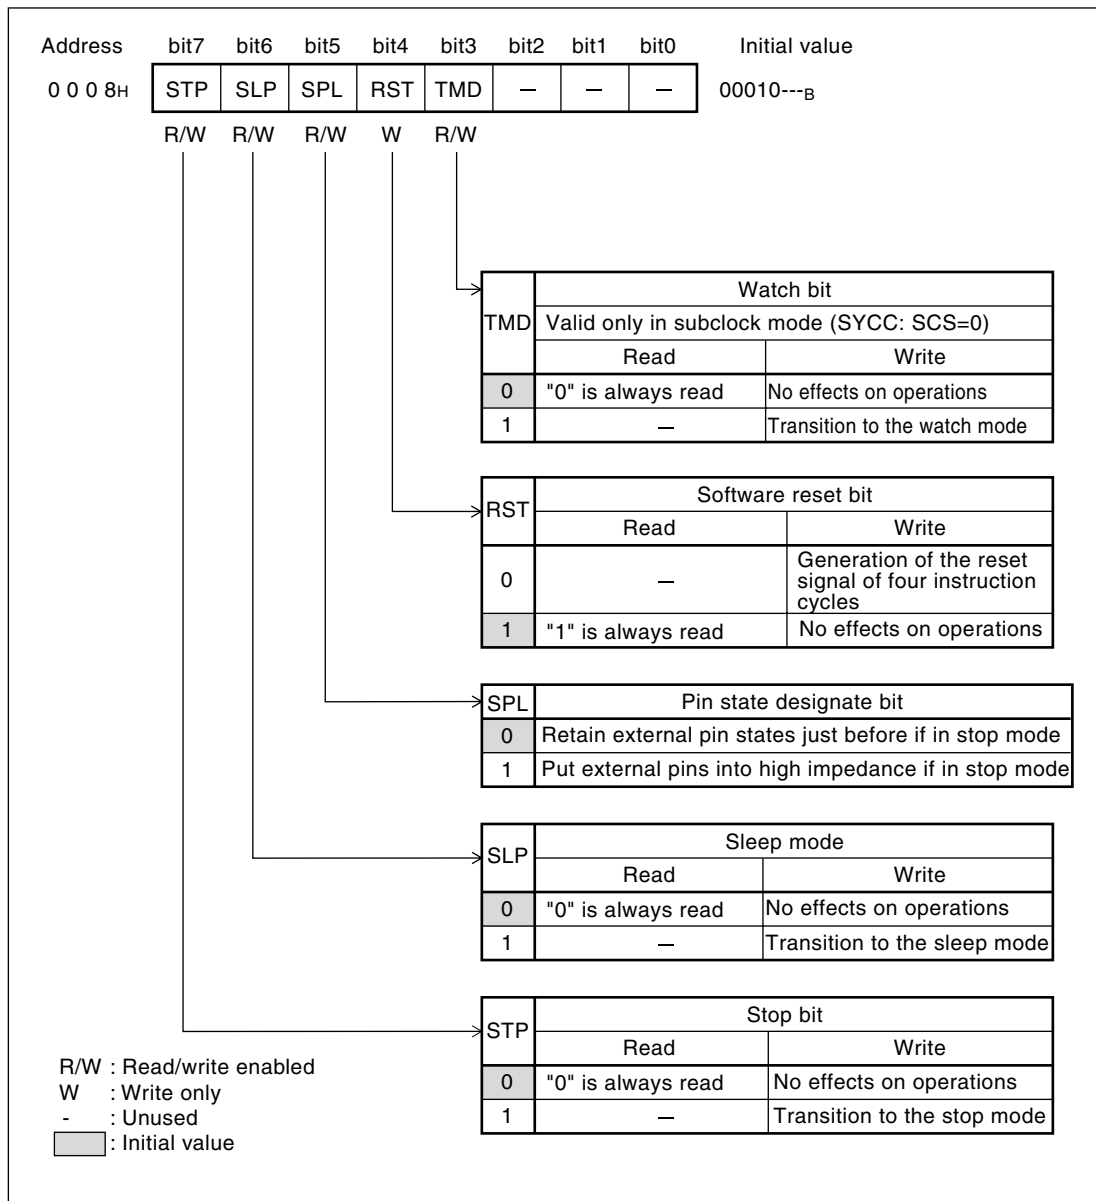 Address bit7 bit6 bit5 bit4 bit3 bit2 bit1 bit0 Initial value
0 0 0 8H STP SLP SPL RST TMD — — — 00010---B
R/W R/W R/W W R/W
Watch bit
TMD Valid only in subclock mode (SYCC: SCS=0)
Read Write
0 "0" is always read No effects on operations
1 — Transition to the watch mode
Software reset bit
RST
Read Write
Generation of the reset
0 — signal of four instruction
cycles
1 "1" is always read No effects on operations
SPL Pin state designate bit
0 Retain external pin states just before if in stop mode
1 Put external pins into high impedance if in stop mode
Sleep mode
SLP
Read Write
0 "0" is always read No effects on operations
1 — Transition to the sleep mode
Stop bit
STP
Read Write
0 "0" is always read No effects on operations
1 — Transition to the stop mode
R/W : Read/write enabled
W : Write only
- : Unused
: Initial value